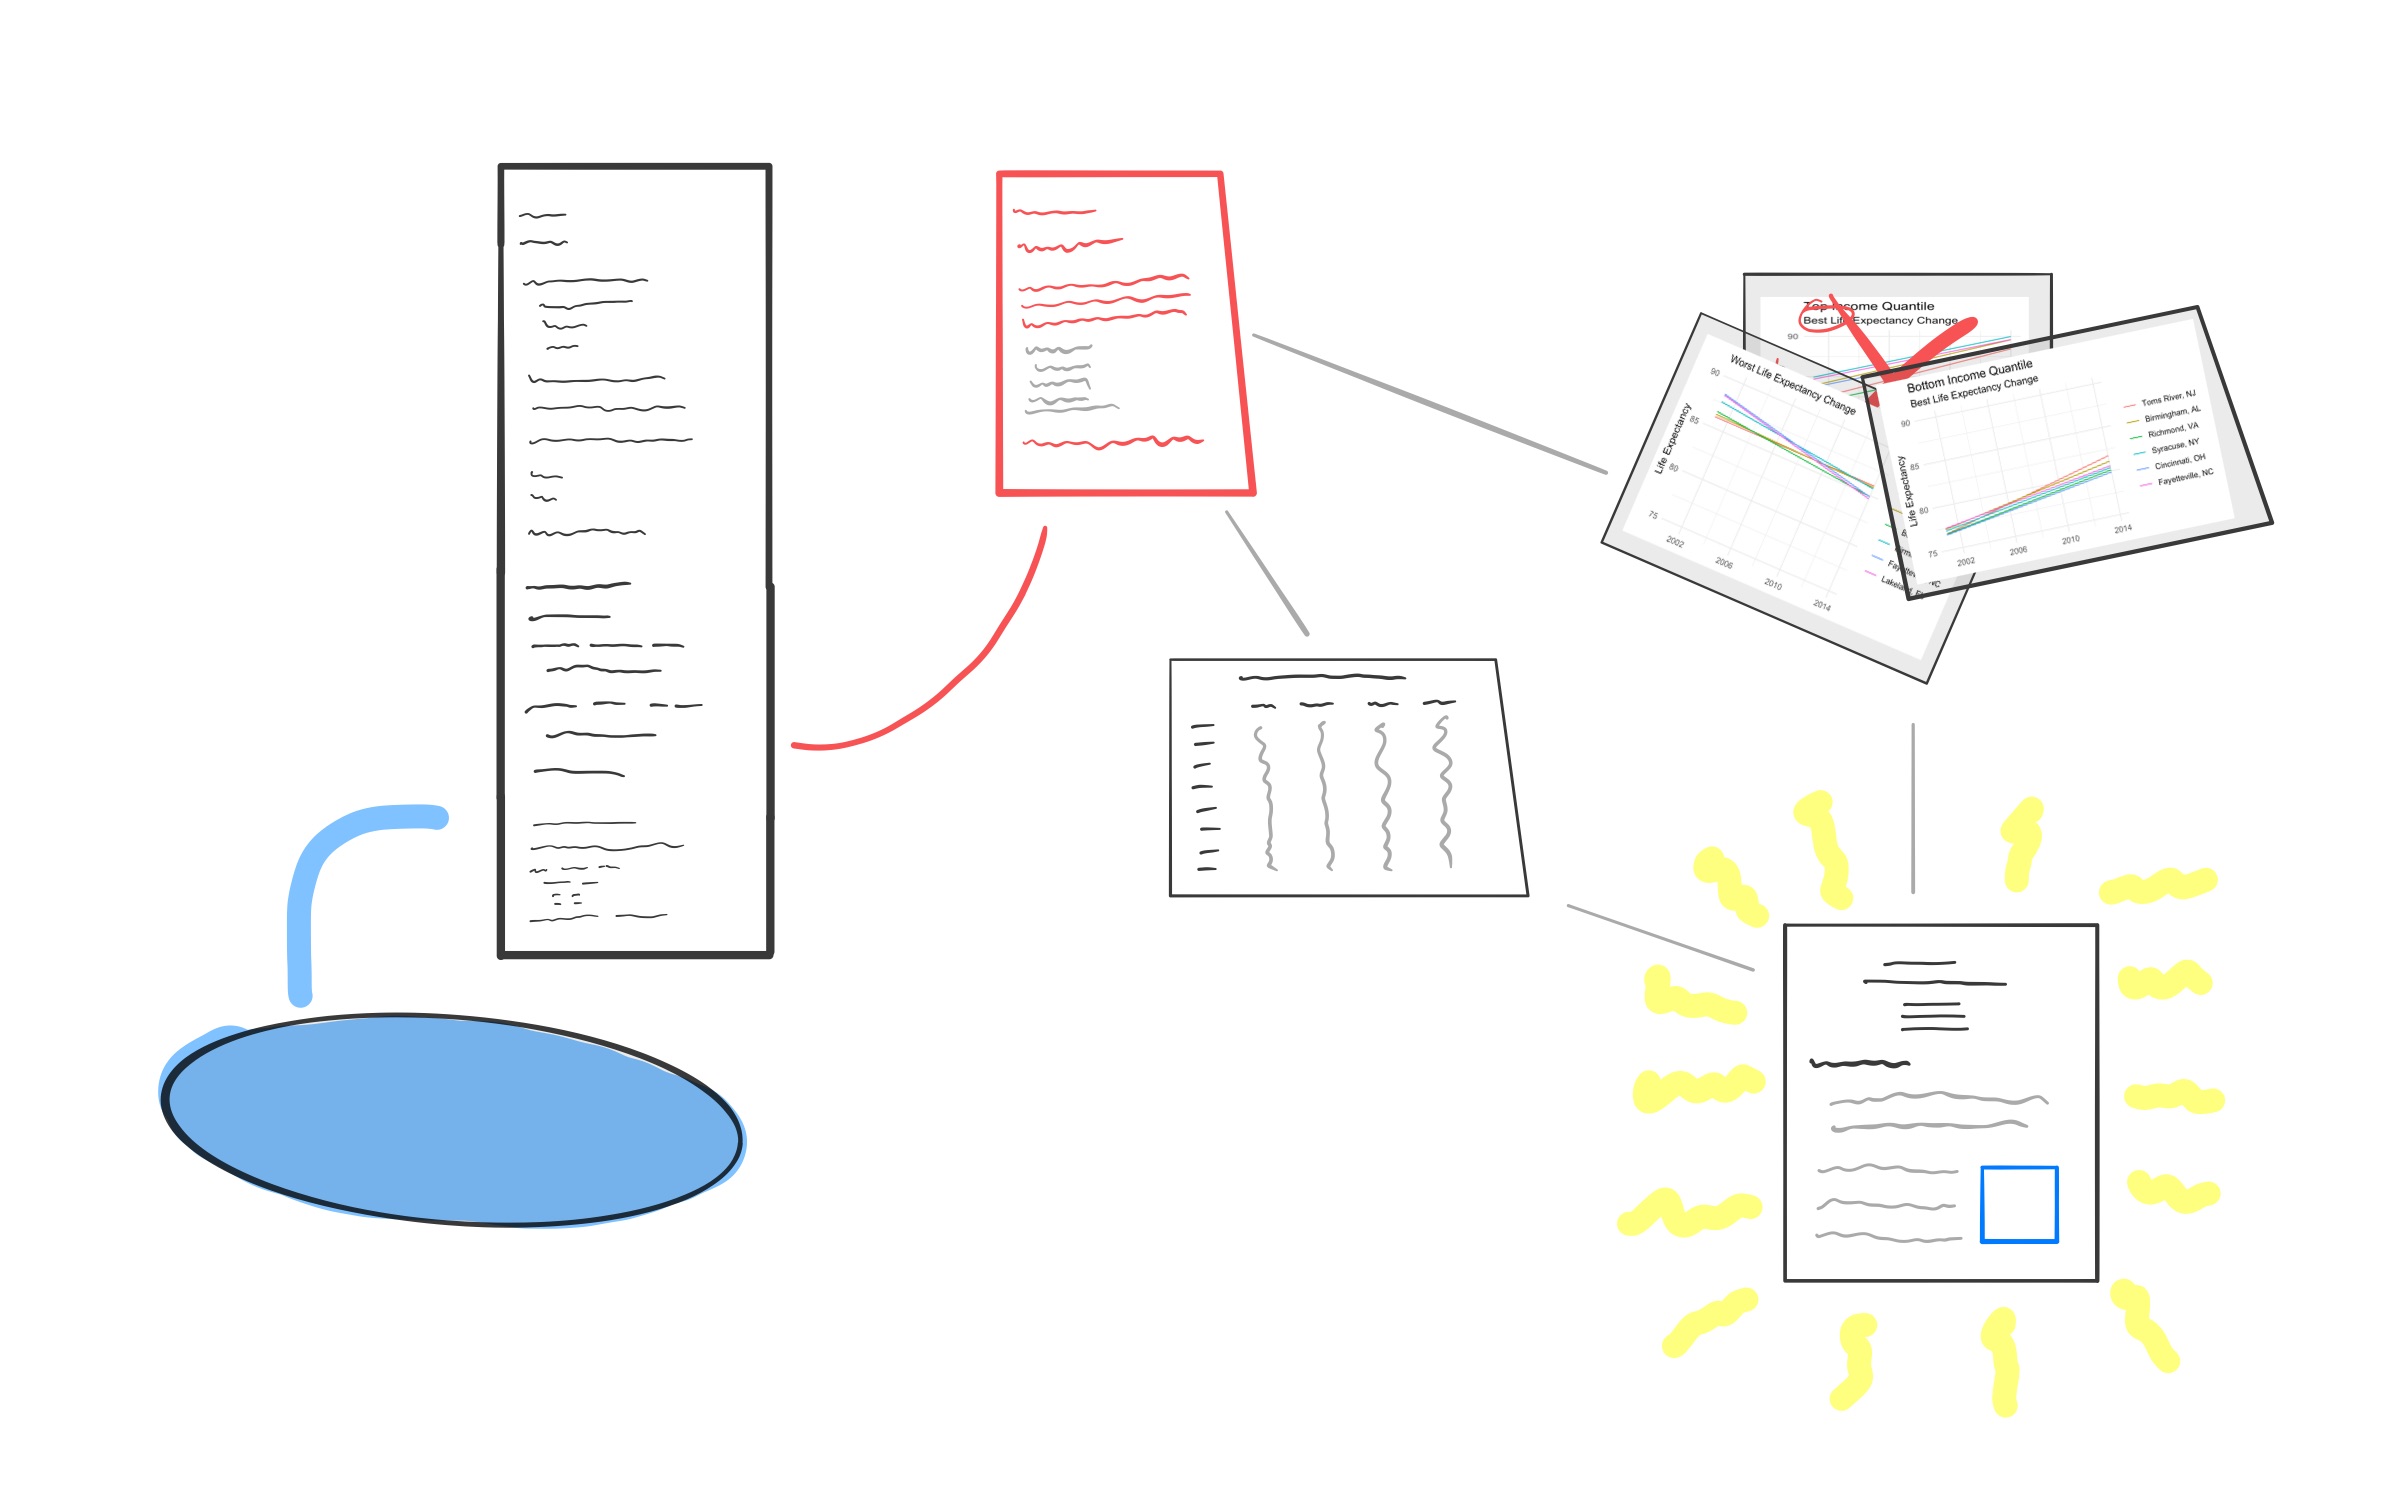 Top Income Quantile
Best Life Expectancy Change
90
Worst Life Expectancy Change
Life Expectancy
90
85
80
75
2002
2006
2010
2014
Bottom Income Quantile
Best Life Expectancy Change
Life Expectancy
90
85
80
75
2002
2006
2010
2014
Toms River, NJ
Birmingham, AL
Richmond, VA
Syracuse, NY
Cincinnati, OH
Fayetteville, NC